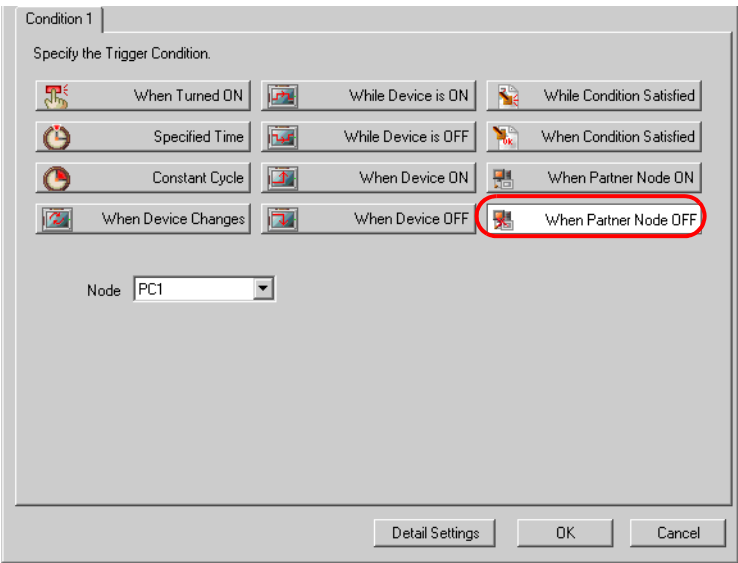 Condition 1
Specify the Trigger Condition.
When Turned ON While Device is ON While Condition Satisfied
Specified Time While Device is OFF When Condition Satisfied
Constant Cycle When Device ON When Partner Node ON
When Device Changes When Device OFF When Partner Node OFF
Node PC1
Detail Settings OK Cancel